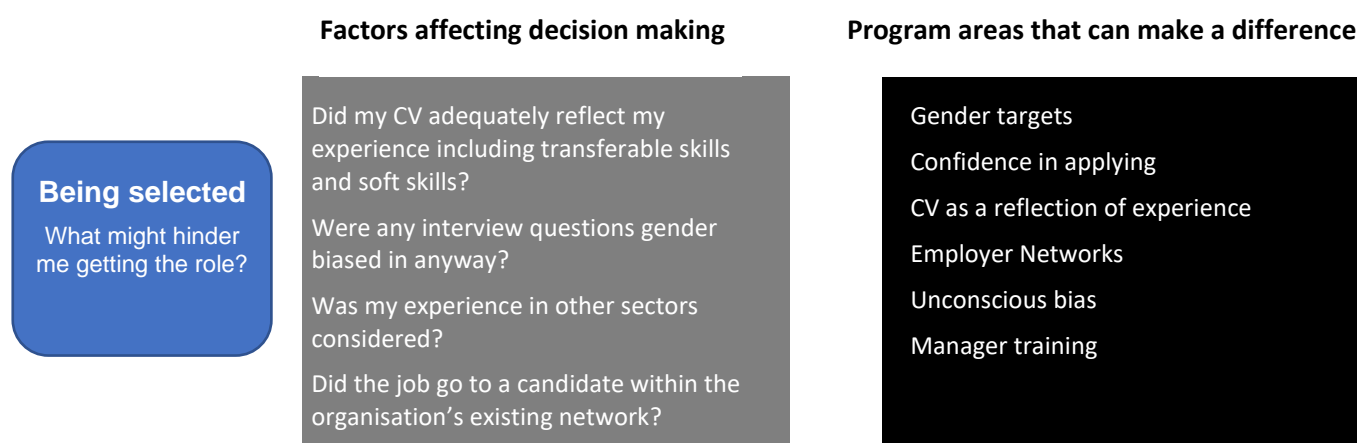 Factors affecting decision making
Program areas that can make a difference
Being selected
What might hinder
me getting the role?
Did my CV adequately reflect my
experience including transferable skills
and soft skills?
Were any interview questions gender
biased in anyway?
Was my experience in other sectors
considered?
Did the job go to a candidate within the
organisation's existing network?
Gender targets
Confidence in applying
CV as a reflection of experience
Employer Networks
Unconscious bias
Manager training